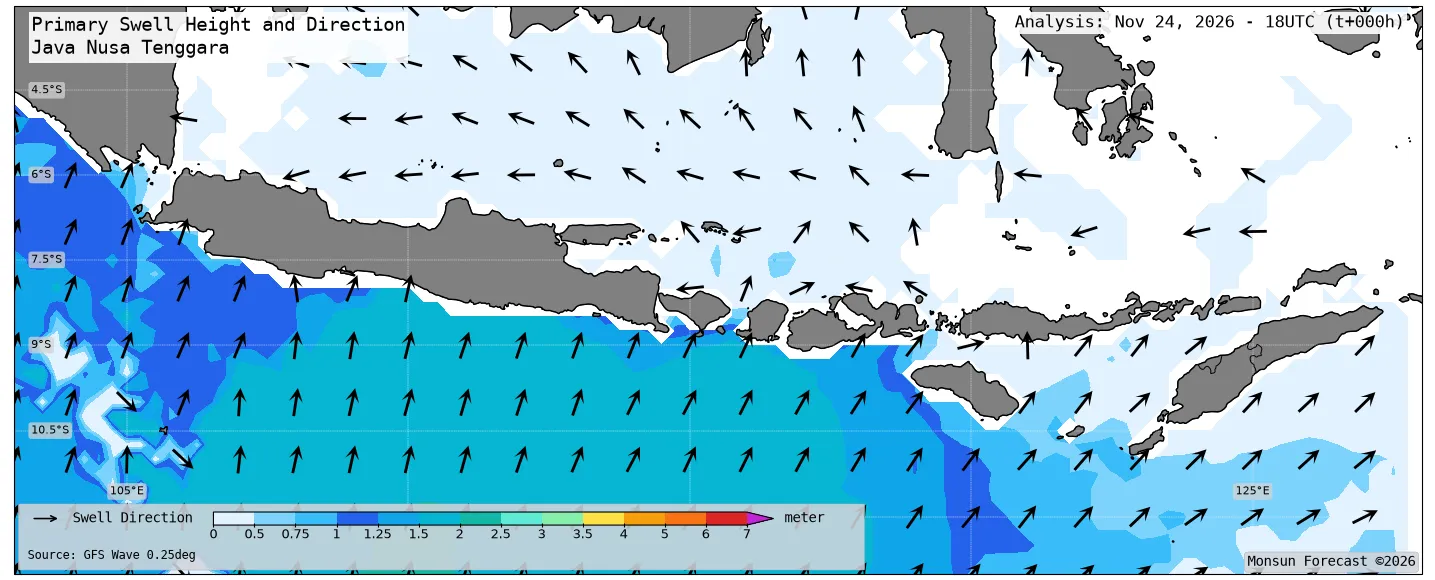 Primary Swell Height and Direction
Java Nusa Tenggara
Analysis: Nov 24, 2026 - 18UTC (t+000h)
4.5°S
6°S
7.5°S
9°S
10.5°S
105°E
125°E
Swell Direction
0 0.5 0.75 1 1.25 1.5 2 2.5 3 3.5 4 5 6 7
meter
Source: GFS Wave 0.25deg
Monsun Forecast ©2026